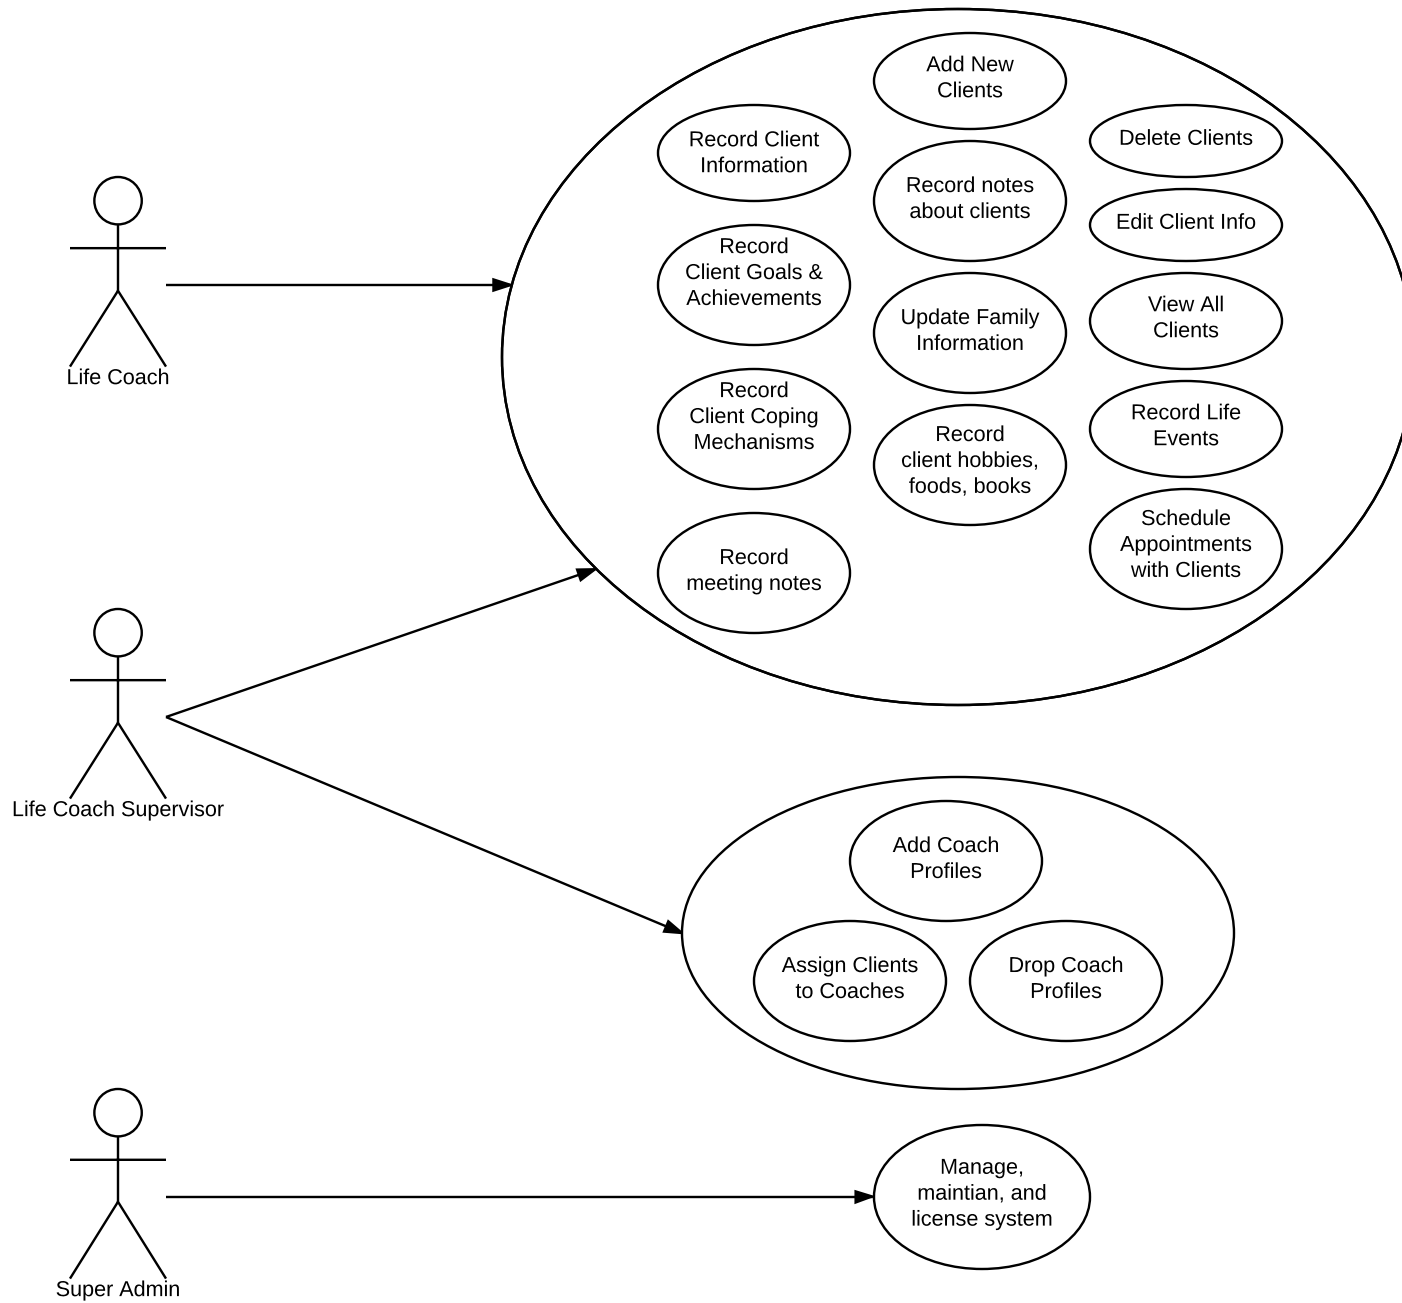 Add New
Clients
Record Client
Information
Delete Clients
Record notes
about clients
Edit Client Info
Record
Client Goals &
Achievements
View All
Clients
Update Family
Information
Life Coach
Record
Client Coping
Mechanisms
Record Life
Events
Record
client hobbies,
foods, books
Schedule
Appointments
with Clients
Record
meeting notes
Life Coach Supervisor
Add Coach
Profiles
Assign Clients
to Coaches
Drop Coach
Profiles
Manage,
maintian, and
license system
Super Admin